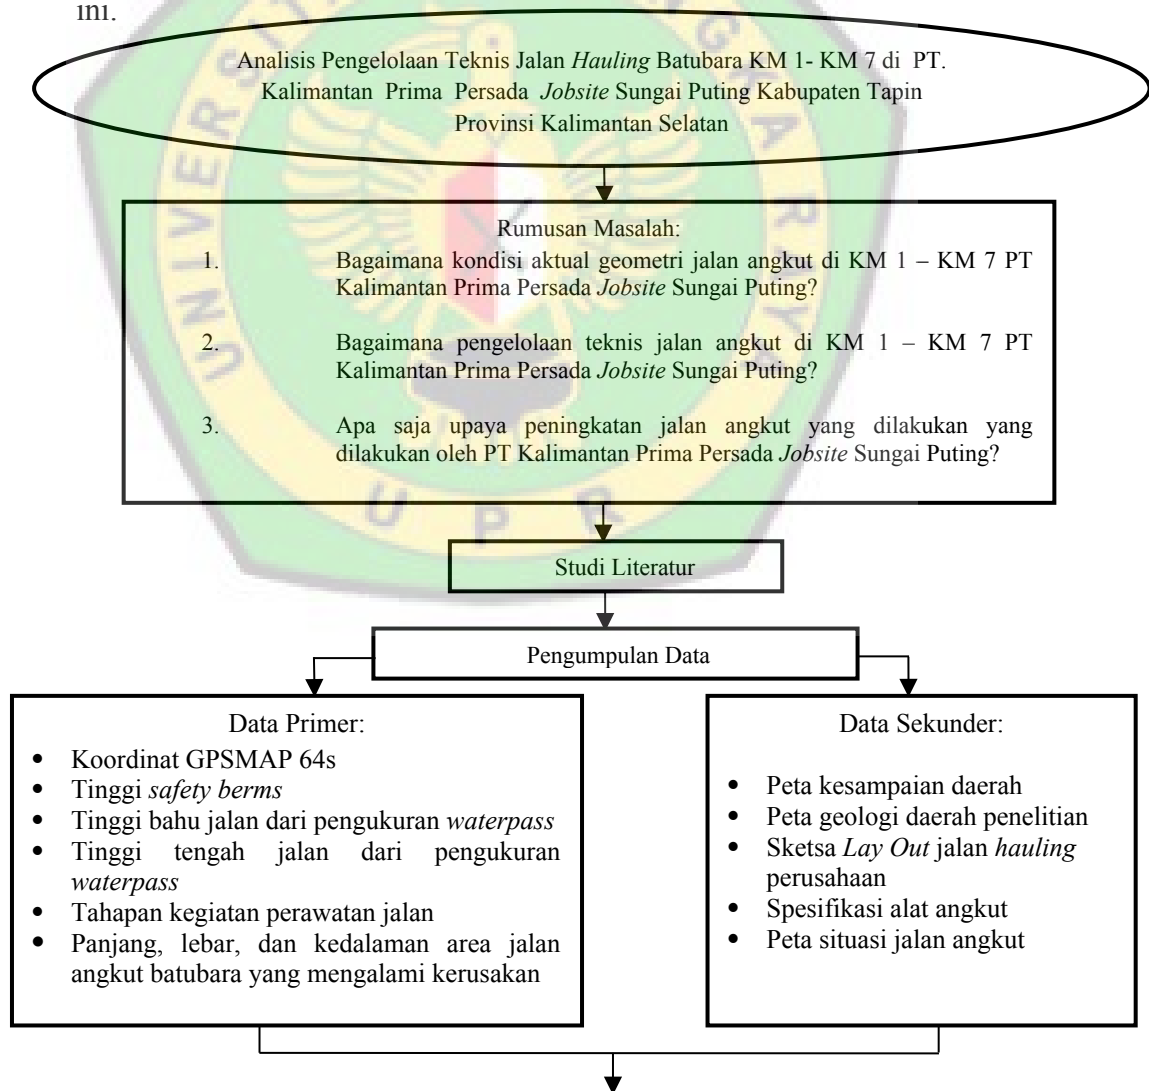 ini.
Analisis Pengelolaan Teknis Jalan Hauling Batubara KM 1- KM 7 di PT.
Kalimantan Prima Persada Jobsite Sungai Puting Kabupaten Tapin
Provinsi Kalimantan Selatan
Rumusan Masalah:
1. Bagaimana kondisi aktual geometri jalan angkut di KM 1 – KM 7 PT
Kalimantan Prima Persada Jobsite Sungai Puting?
2. Bagaimana pengelolaan teknis jalan angkut di KM 1 – KM 7 PT
Kalimantan Prima Persada Jobsite Sungai Puting?
3. Apa saja upaya peningkatan jalan angkut yang dilakukan yang
dilakukan oleh PT Kalimantan Prima Persada Jobsite Sungai Puting?
UPR
Studi Literatur
Pengumpulan Data
Data Primer:
• Koordinat GPSMAP 64s
• Tinggi safety berms
• Tinggi bahu jalan dari pengukuran waterpass
• Tinggi tengah jalan dari pengukuran
waterpass
• Tahapan kegiatan perawatan jalan
• Panjang, lebar, dan kedalaman area jalan
angkut batubara yang mengalami kerusakan
Data Sekunder:
• Peta kesampaian daerah
• Peta geologi daerah penelitian
• Sketsa Lay Out jalan hauling
perusahaan
• Spesifikasi alat angkut
• Peta situasi jalan angkut